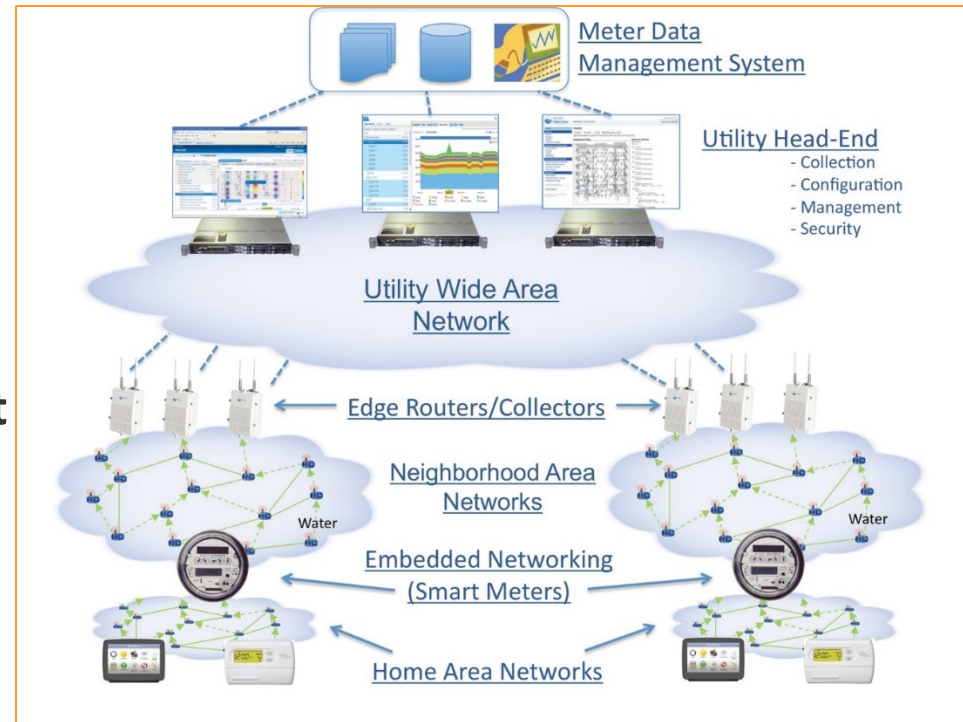 Meter Data
Management System
Utility Head-End
- Collection
- Configuration
- Management
- Security
Utility Wide Area
Network
t
Edge Routers/Collectors
Neighborhood Area
Networks
Water
Water
Embedded Networking
(Smart Meters)
Home Area Networks